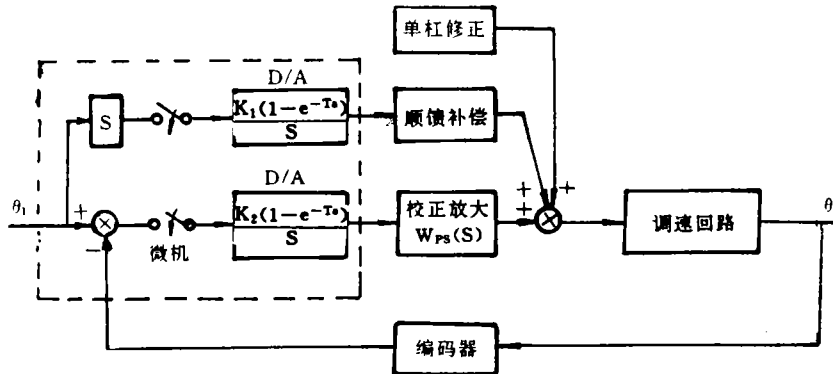 单杠修正
D/A
S
K₁(1−e⁻ᵀˢ)
S
顺馈补偿
+
+
+
D/A
θ₁
+
−
微机
K₂(1−e⁻ᵀˢ)
S
校正放大
W_PS(S)
调速回路
θ
编码器